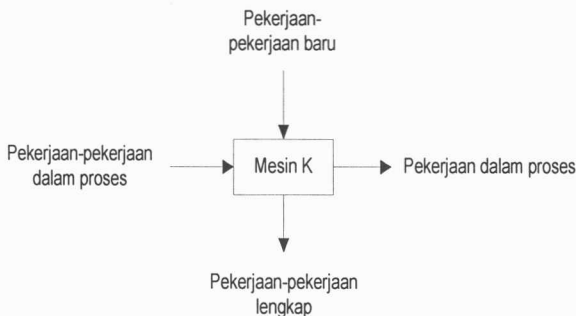 Pekerjaan-
pekerjaan baru
Pekerjaan-pekerjaan
dalam proses
Mesin K
Pekerjaan dalam proses
Pekerjaan-pekerjaan
lengkap